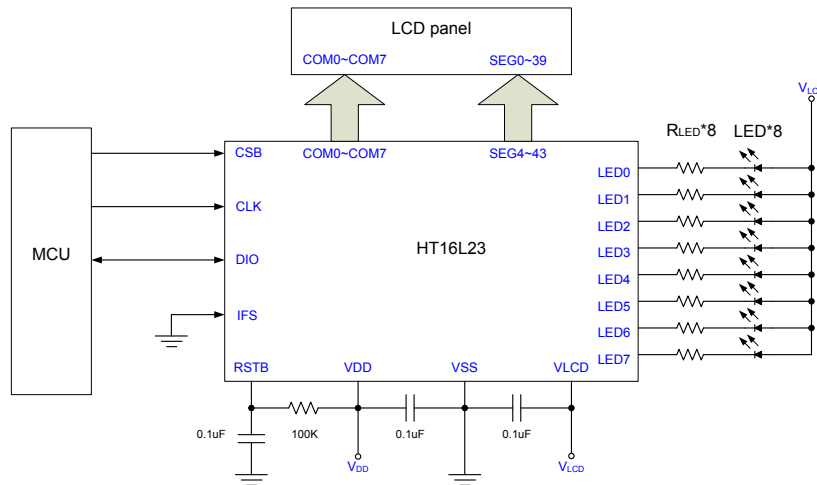 LCD panel
COM0~COM7 SEG0~39
VLC
RLED*8 LED*8
CSB COM0~COM7 SEG4~43
LED0
LED1
CLK
LED2
MCU HT16L23 LED3
DIO
LED4
LED5
IFS
LED6
RSTB VDD VSS VLCD LED7
0.1uF 100K 0.1uF 0.1uF
VDD VLCD